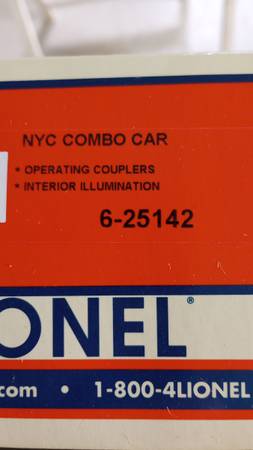 NYC COMBO CAR
* OPERATING COUPLERS
* INTERIOR ILLUMINATION
6-25142
ONEL®
.com • 1-800-4LIONEL